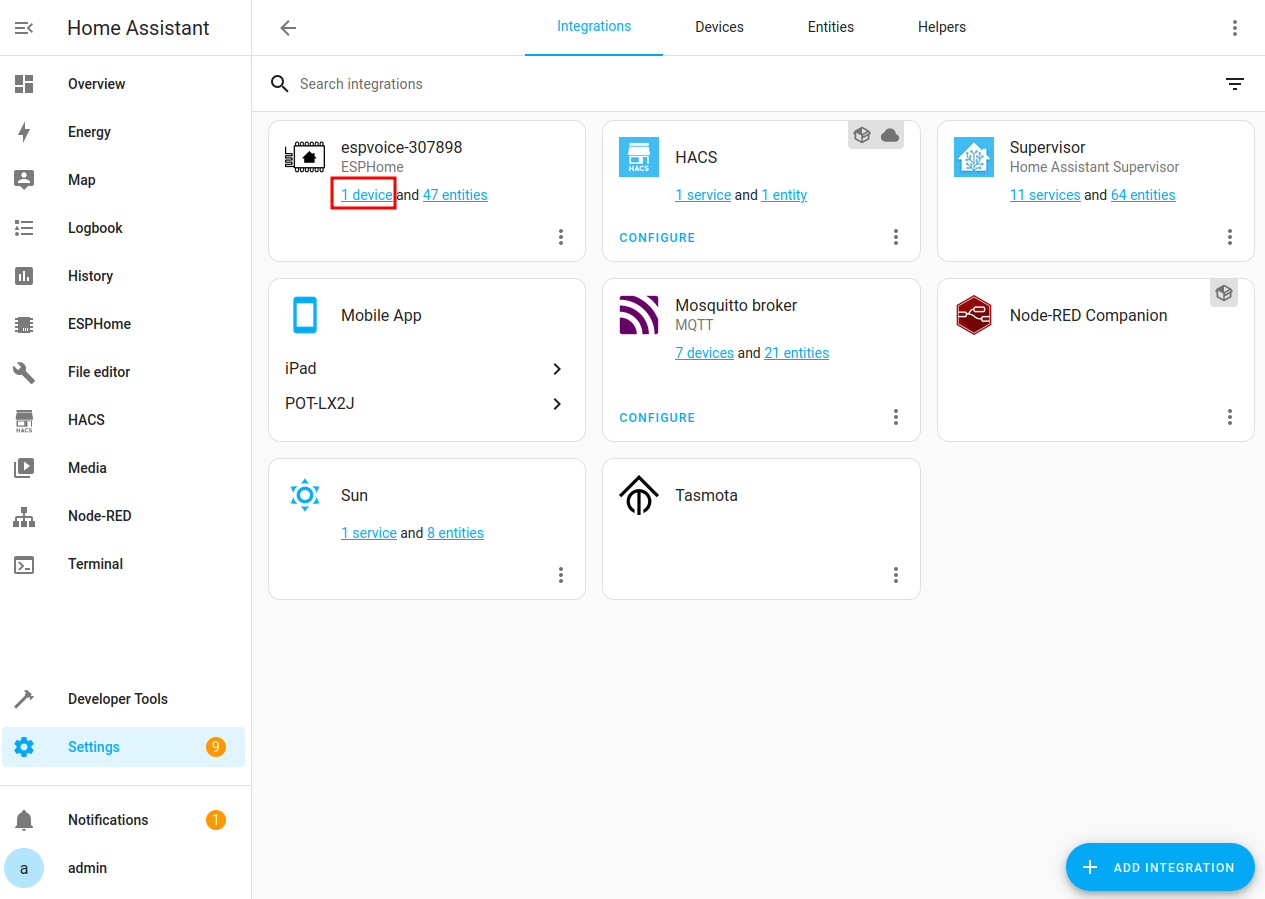 Home Assistant
Overview
Energy
Map
Logbook
History
ESPHome
File editor
HACS
Media
Node-RED
Terminal
Developer Tools
Settings 9
Notifications 1
a admin
Integrations Devices Entities Helpers
Search integrations
espvoice-307898
ESPHome
1 device and 47 entities
HACS
HACS
1 service and 1 entity
CONFIGURE
Supervisor
Home Assistant Supervisor
11 services and 64 entities
Mobile App
iPad
POT-LX2J
Mosquitto broker
MQTT
7 devices and 21 entities
CONFIGURE
Node-RED Companion
Sun
1 service and 8 entities
Tasmota
ADD INTEGRATION